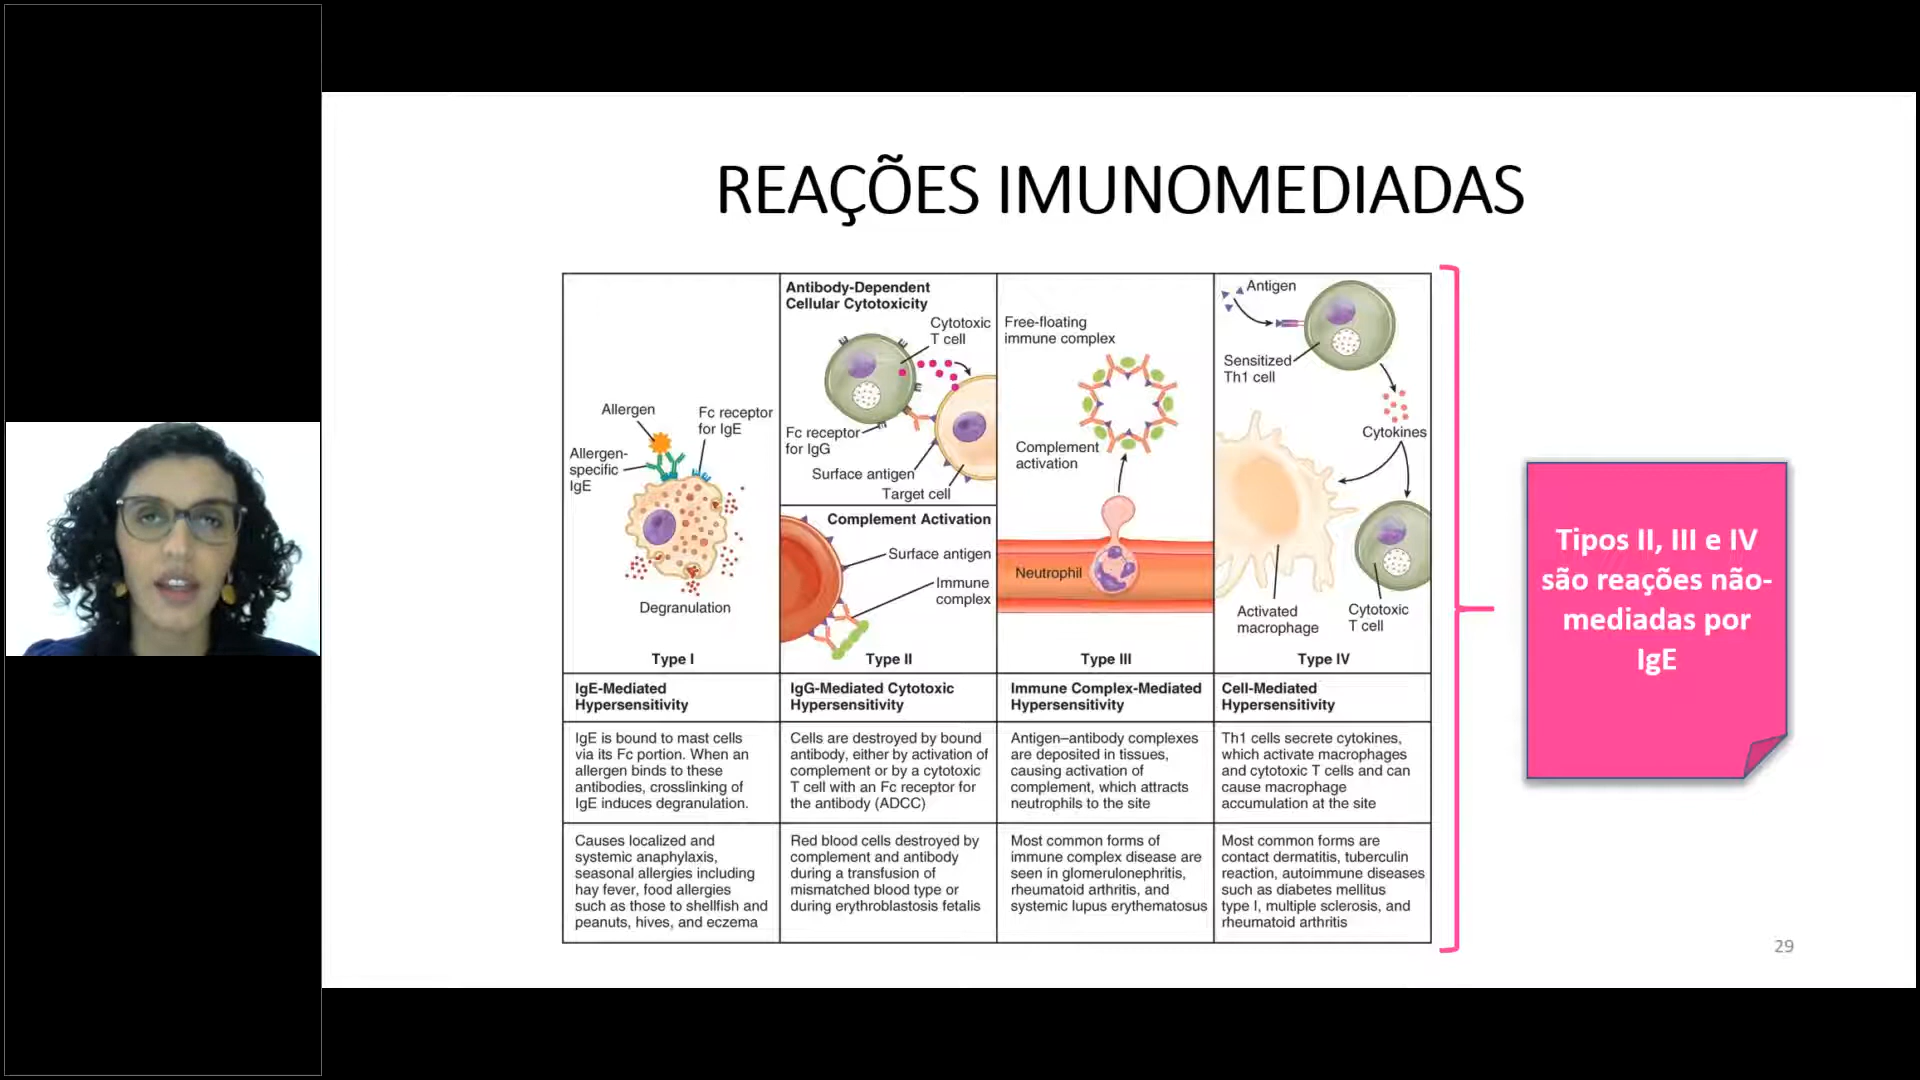 REAÇÕES IMUNOMEDIADAS
Allergen
Fc receptor
for IgE
Allergen-
specific
IgE
Degranulation
Type I
Antibody-Dependent
Cellular Cytotoxicity
Cytotoxic
T cell
Fc receptor
for IgG
Surface antigen
Target cell
Complement Activation
Surface antigen
Immune
complex
Type II
Free-floating
immune complex
Complement
activation
Neutrophil
Type III
Antigen
Sensitized
Th1 cell
Cytokines
Activated
macrophage
Cytotoxic
T cell
Type IV
IgE-Mediated
Hypersensitivity
IgG-Mediated Cytotoxic
Hypersensitivity
Immune Complex-Mediated
Hypersensitivity
Cell-Mediated
Hypersensitivity
IgE is bound to mast cells
via its Fc portion. When an
allergen binds to these
antibodies, crosslinking of
IgE induces degranulation.
Cells are destroyed by bound
antibody, either by activation of
complement or by a cytotoxic
T cell with an Fc receptor for
the antibody (ADCC)
Antigen–antibody complexes
are deposited in tissues,
causing activation of
complement, which attracts
neutrophils to the site
Th1 cells secrete cytokines,
which activate macrophages
and cytotoxic T cells and can
cause macrophage
accumulation at the site
Causes localized and
systemic anaphylaxis,
seasonal allergies including
hay fever, food allergies
such as those to shellfish and
peanuts, hives, and eczema
Red blood cells destroyed by
complement and antibody
during a transfusion of
mismatched blood type or
during erythroblastosis fetalis
Most common forms of
immune complex disease are
seen in glomerulonephritis,
rheumatoid arthritis, and
systemic lupus erythematosus
Most common forms are
contact dermatitis, tuberculin
reaction, autoimmune diseases
such as diabetes mellitus
type I, multiple sclerosis, and
rheumatoid arthritis
Tipos II, III e IV
são reações não-
mediadas por
IgE
29